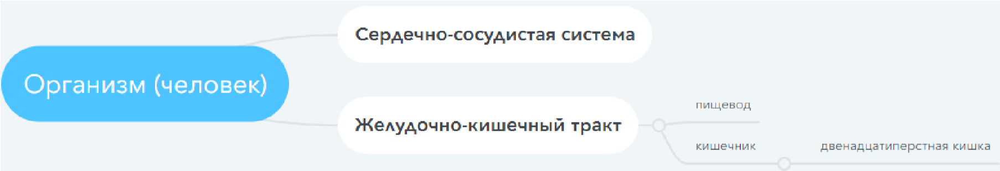 Организм (человек)
Сердечно-сосудистая система
Желудочно-кишечный тракт
пищевод
кишечник
двенадцатиперстная кишка